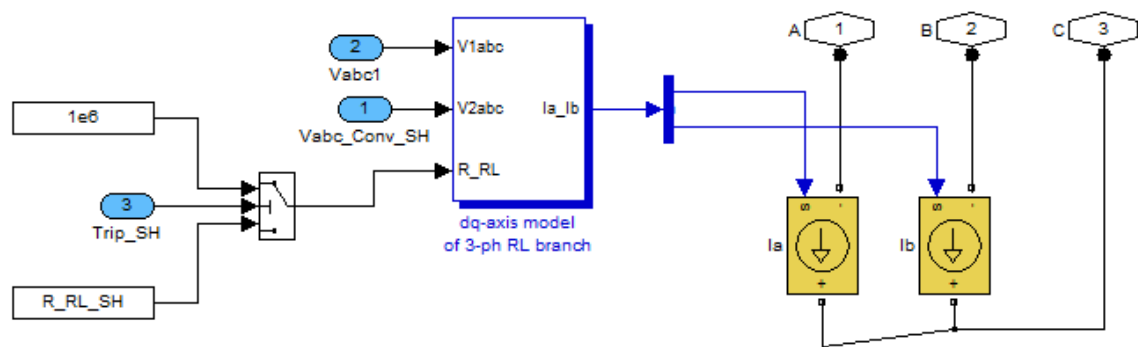 A
1
B
2
C
3
2
Vabc1
V1abc
1
Vabc_Conv_SH
V2abc
Ia_Ib
1e6
R_RL
3
Trip_SH
dq-axis model
of 3-ph RL branch
s
-
s
-
Ia
Ib
R_RL_SH
+
+